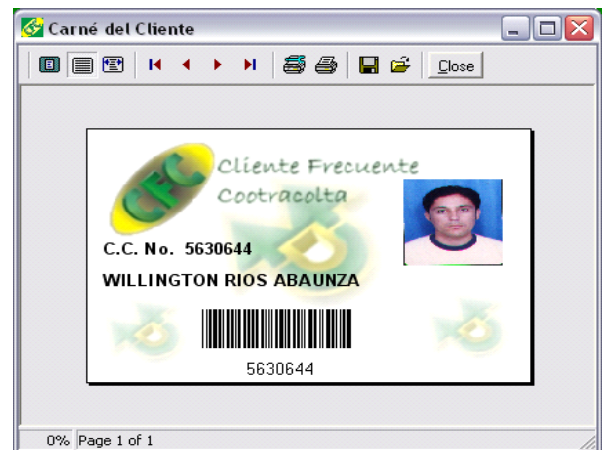 Carné del Cliente
Close
CFC
Cliente Frecuente
Cootracolta
C.C. No. 5630644
WILLINGTON RIOS ABAUNZA
5630644
0% Page 1 of 1